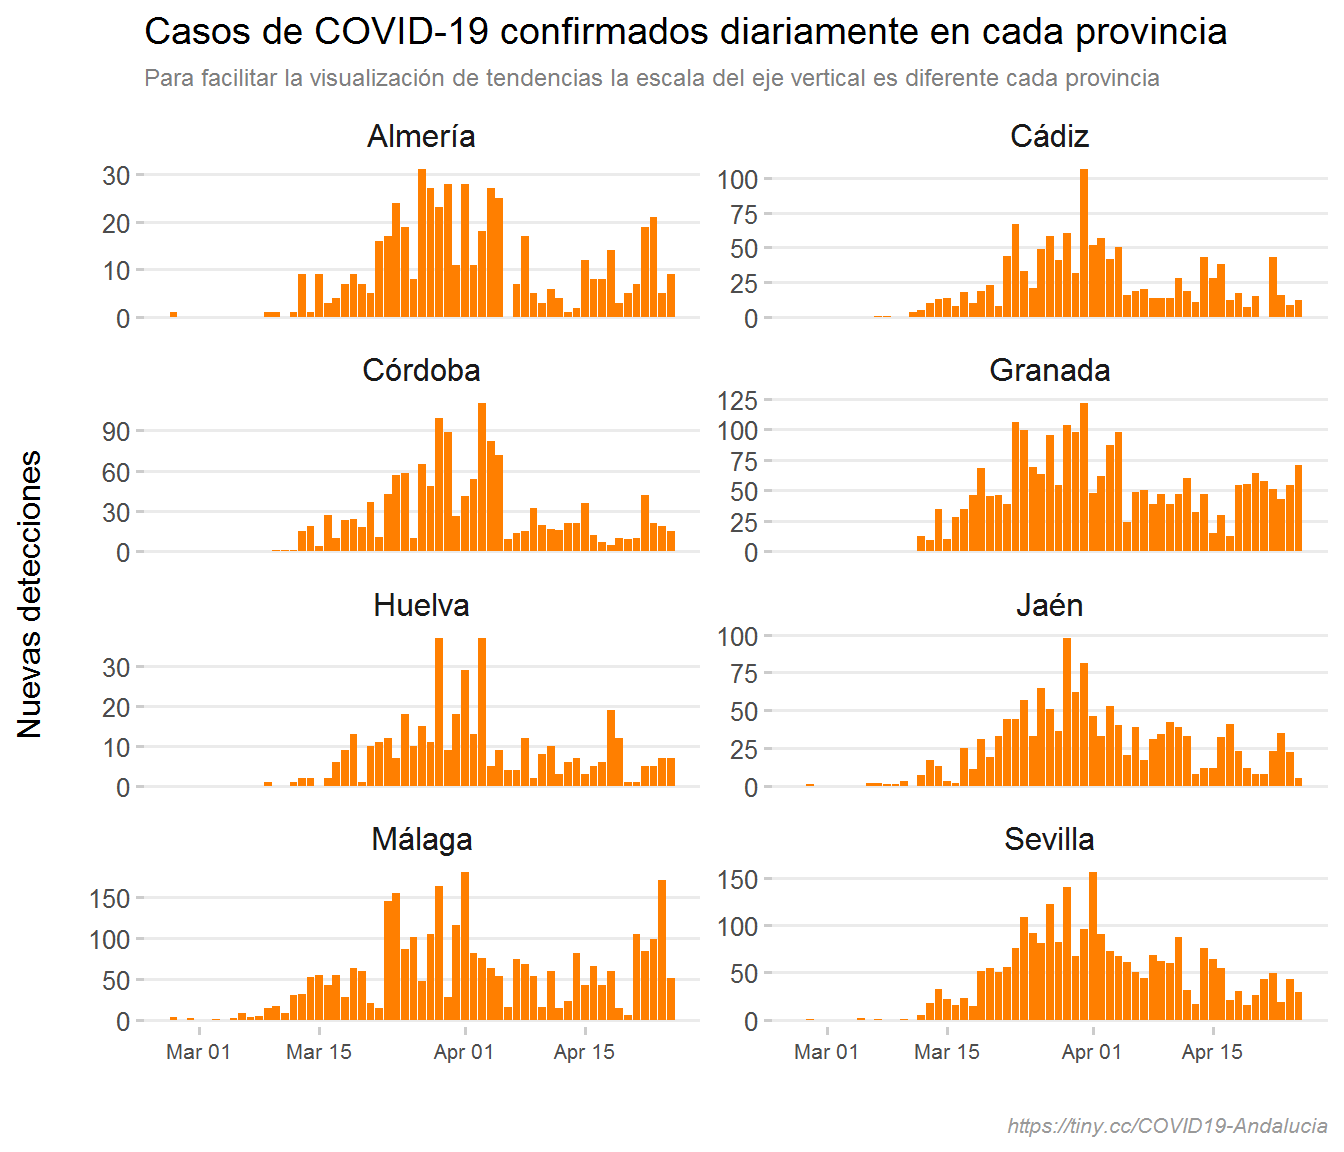 Casos de COVID-19 confirmados diariamente en cada provincia
Para facilitar la visualización de tendencias la escala del eje vertical es diferente cada provincia
Nuevas detecciones
Almería
30
20
10
0
Cádiz
100
75
50
25
0
Córdoba
90
60
30
0
Granada
125
100
75
50
25
0
Huelva
30
20
10
0
Jaén
100
75
50
25
0
Málaga
150
100
50
0
Sevilla
150
100
50
0
Mar 01 Mar 15 Apr 01 Apr 15
Mar 01 Mar 15 Apr 01 Apr 15
https://tiny.cc/COVID19-Andalucia